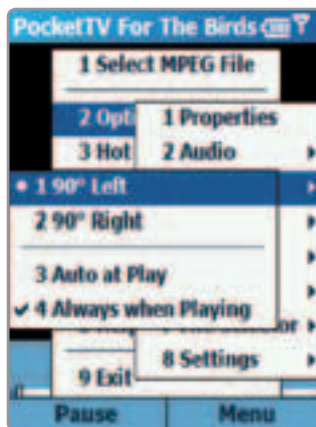 PocketTV For The Birds
1 Select MPEG File
2 Opti
1 Properties
3 Hot
2 Audio
1 90° Left
2 90° Right
3 Auto at Play
4 Always when Playing
8 Settings
9 Exit
Pause
Menu